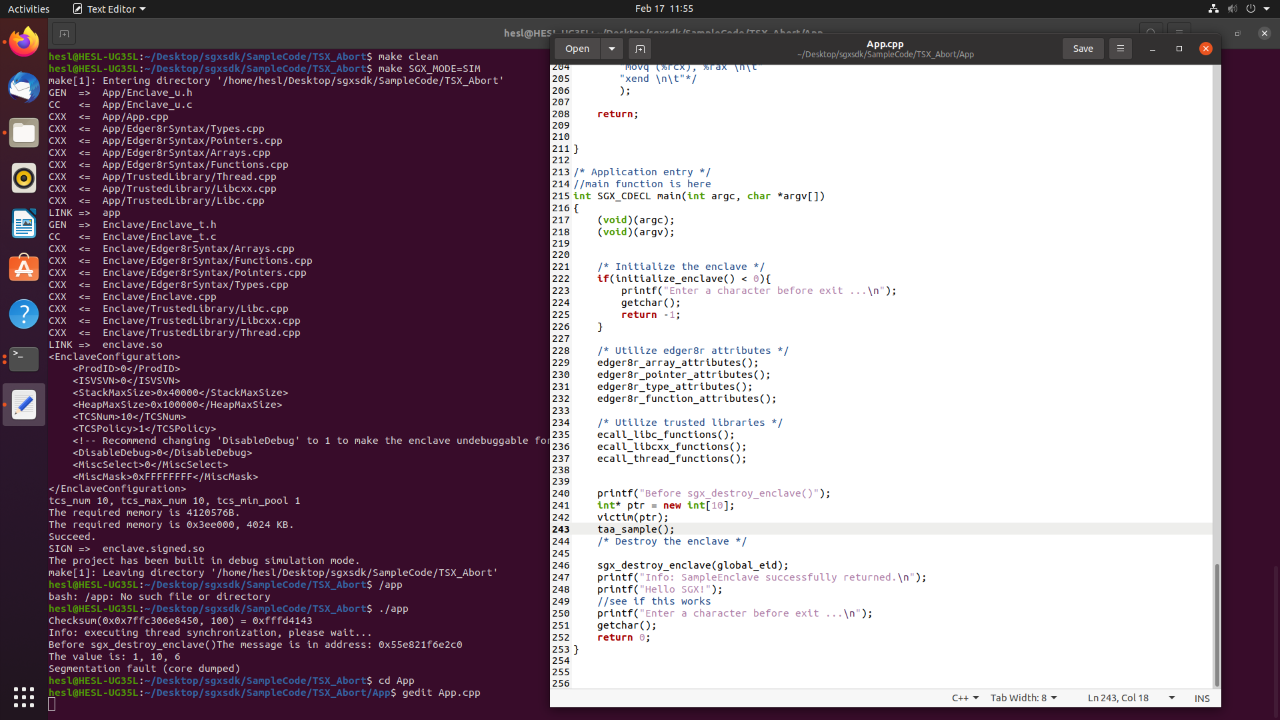 Activities
Text Editor
Feb 17 11:55
hesl@HESL-UG35L: ~/Desktop/sgxsdk/SampleCode/TSX_Abort/App
hesl@HESL-UG35L:~/Desktop/sgxsdk/SampleCode/TSX_Abort$ make clean
hesl@HESL-UG35L:~/Desktop/sgxsdk/SampleCode/TSX_Abort$ make SGX_MODE=SIM
make[1]: Entering directory '/home/hesl/Desktop/sgxsdk/SampleCode/TSX_Abort'
GEN => App/Enclave_u.h
CC <= App/Enclave_u.c
CXX <= App/App.cpp
CXX <= App/Edger8rSyntax/Types.cpp
CXX <= App/Edger8rSyntax/Pointers.cpp
CXX <= App/Edger8rSyntax/Arrays.cpp
CXX <= App/Edger8rSyntax/Functions.cpp
CXX <= App/TrustedLibrary/Thread.cpp
CXX <= App/TrustedLibrary/Libcxx.cpp
CXX <= App/TrustedLibrary/Libc.cpp
LINK => app
GEN => Enclave/Enclave_t.h
CC <= Enclave/Enclave_t.c
CXX <= Enclave/Edger8rSyntax/Arrays.cpp
CXX <= Enclave/Edger8rSyntax/Functions.cpp
CXX <= Enclave/Edger8rSyntax/Pointers.cpp
CXX <= Enclave/Edger8rSyntax/Types.cpp
CXX <= Enclave/Enclave.cpp
CXX <= Enclave/TrustedLibrary/Libc.cpp
CXX <= Enclave/TrustedLibrary/Libcxx.cpp
CXX <= Enclave/TrustedLibrary/Thread.cpp
LINK => enclave.so
<EnclaveConfiguration>
<ProdID>0</ProdID>
<ISVSVN>0</ISVSVN>
<StackMaxSize>0x40000</StackMaxSize>
<HeapMaxSize>0x100000</HeapMaxSize>
<TCSNum>10</TCSNum>
<TCSPolicy>1</TCSPolicy>
<!-- Recommend changing 'DisableDebug' to 1 to make the enclave undebuggable for
<DisableDebug>0</DisableDebug>
<MiscSelect>0</MiscSelect>
<MiscMask>0xFFFFFFFF</MiscMask>
</EnclaveConfiguration>
tcs_num 10, tcs_max_num 10, tcs_min_pool 1
The required memory is 4120576B.
The required memory is 0x3ee000, 4024 KB.
Succeed.
SIGN => enclave.signed.so
The project has been built in debug simulation mode.
make[1]: Leaving directory '/home/hesl/Desktop/sgxsdk/SampleCode/TSX_Abort'
hesl@HESL-UG35L:~/Desktop/sgxsdk/SampleCode/TSX_Abort$ /app
bash: /app: No such file or directory
hesl@HESL-UG35L:~/Desktop/sgxsdk/SampleCode/TSX_Abort$ ./app
Checksum(0x0x7ffc306e8450, 100) = 0xfffd4143
Info: executing thread synchronization, please wait...
Before sgx_destroy_enclave()The message is in address: 0x55e821f6e2c0
The value is: 1, 10, 6
Segmentation fault (core dumped)
hesl@HESL-UG35L:~/Desktop/sgxsdk/SampleCode/TSX_Abort$ cd App
hesl@HESL-UG35L:~/Desktop/sgxsdk/SampleCode/TSX_Abort/App$ gedit App.cpp
Open
App.cpp
~/Desktop/sgxsdk/SampleCode/TSX_Abort/App
Save
204 "movq (%rcx), %rax \n\t"
205 "xend \n\t"*/
206 );
207
208 return;
209
210
211 }
212
213 /* Application entry */
214 //main function is here
215 int SGX_CDECL main(int argc, char *argv[])
216 {
217 (void)(argc);
218 (void)(argv);
219
220
221 /* Initialize the enclave */
222 if(initialize_enclave() < 0){
223 printf("Enter a character before exit ...\n");
224 getchar();
225 return -1;
226 }
227
228 /* Utilize edger8r attributes */
229 edger8r_array_attributes();
230 edger8r_pointer_attributes();
231 edger8r_type_attributes();
232 edger8r_function_attributes();
233
234 /* Utilize trusted libraries */
235 ecall_libc_functions();
236 ecall_libcxx_functions();
237 ecall_thread_functions();
238
239
240 printf("Before sgx_destroy_enclave()");
241 int* ptr = new int[10];
242 victim(ptr);
243 taa_sample();
244 /* Destroy the enclave */
245
246 sgx_destroy_enclave(global_eid);
247 printf("Info: SampleEnclave successfully returned.\n");
248 printf("Hello SGX!");
249 //see if this works
250 printf("Enter a character before exit ...\n");
251 getchar();
252 return 0;
253 }
254
255
256
C++
Tab Width: 8
Ln 243, Col 18
INS